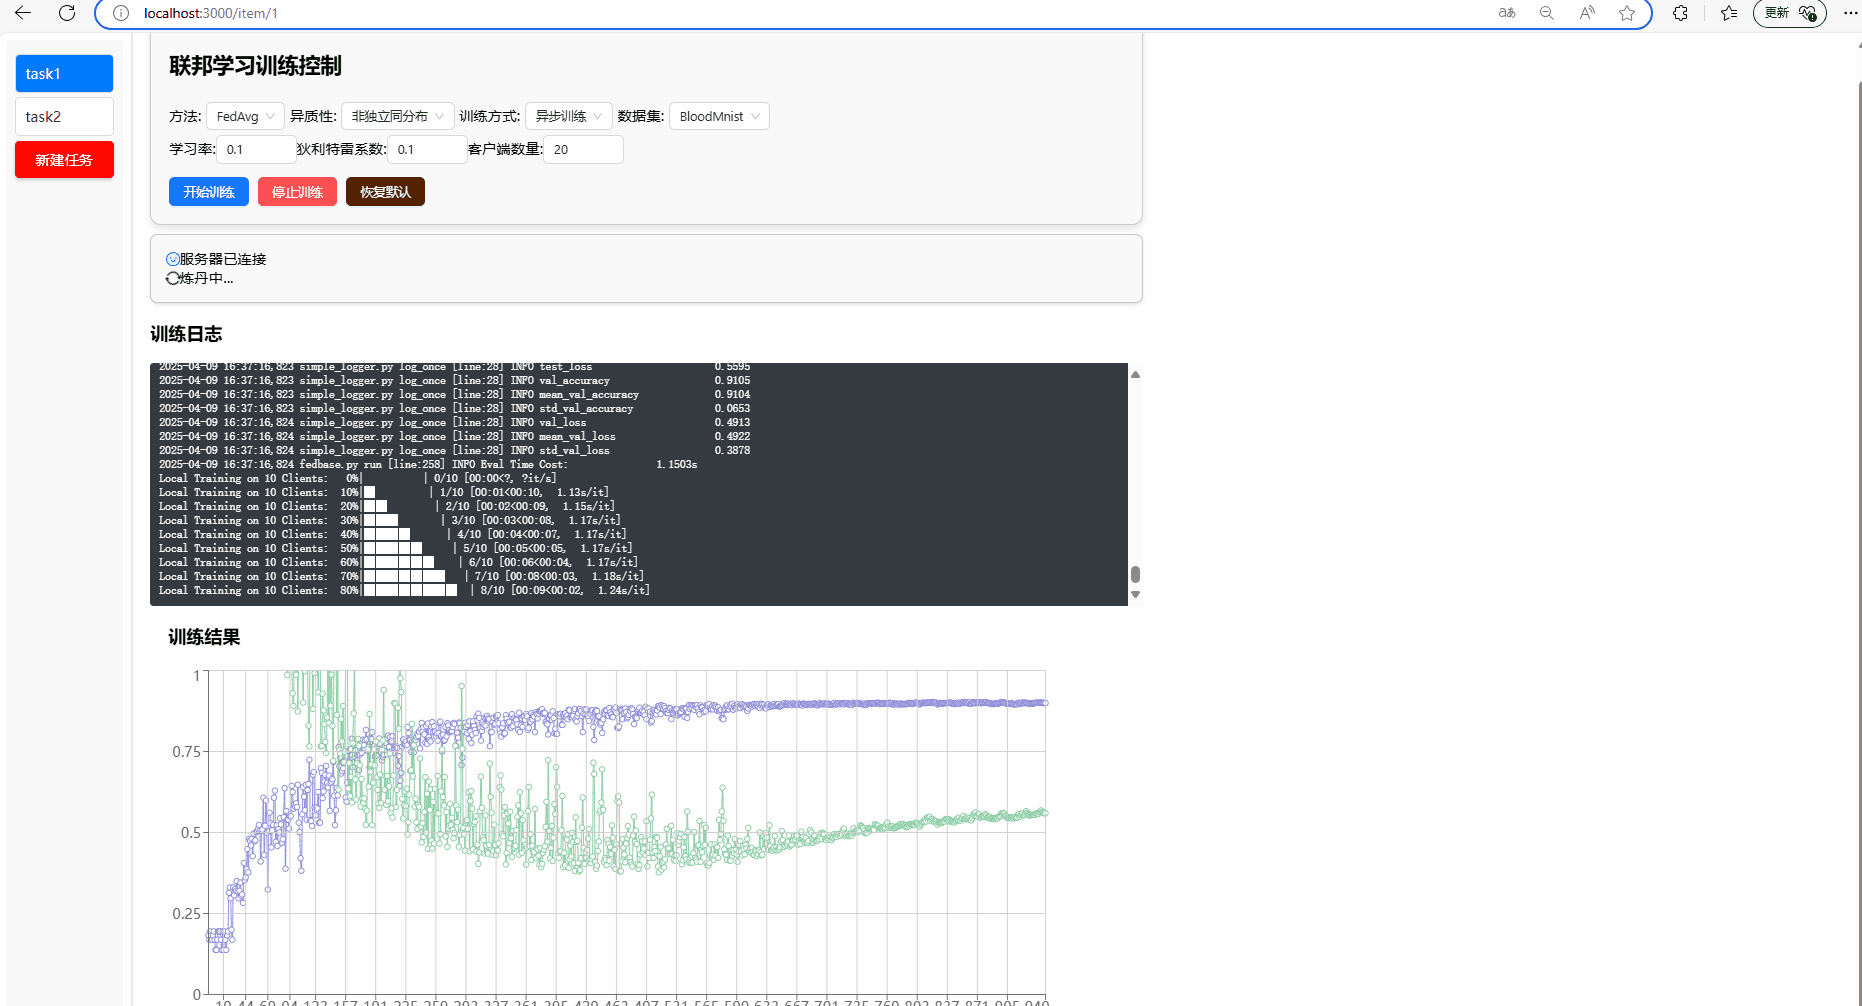 localhost:3000/item/1
更新
task1
task2
新建任务
联邦学习训练控制
方法: FedAvg 异质性: 非独立同分布 训练方式: 异步训练 数据集: BloodMnist
学习率: 0.1 狄利特雷系数: 0.1 客户端数量: 20
开始训练 停止训练 恢复默认
服务器已连接
炼丹中...
训练日志
2025-04-09 16:37:16,823 simple_logger.py log_once [line:28] INFO test_loss 0.5595
2025-04-09 16:37:16,823 simple_logger.py log_once [line:28] INFO val_accuracy 0.9105
2025-04-09 16:37:16,823 simple_logger.py log_once [line:28] INFO mean_val_accuracy 0.9104
2025-04-09 16:37:16,823 simple_logger.py log_once [line:28] INFO std_val_accuracy 0.0653
2025-04-09 16:37:16,824 simple_logger.py log_once [line:28] INFO val_loss 0.4913
2025-04-09 16:37:16,824 simple_logger.py log_once [line:28] INFO mean_val_loss 0.4922
2025-04-09 16:37:16,824 simple_logger.py log_once [line:28] INFO std_val_loss 0.3878
2025-04-09 16:37:16,824 fedbase.py run [line:258] INFO Eval Time Cost: 1.1503s
Local Training on 10 Clients: 0%| | 0/10 [00:00<?, ?it/s]
Local Training on 10 Clients: 10%|█ | 1/10 [00:01<00:10, 1.13s/it]
Local Training on 10 Clients: 20%|██ | 2/10 [00:02<00:09, 1.15s/it]
Local Training on 10 Clients: 30%|███ | 3/10 [00:03<00:08, 1.17s/it]
Local Training on 10 Clients: 40%|████ | 4/10 [00:04<00:07, 1.17s/it]
Local Training on 10 Clients: 50%|█████ | 5/10 [00:05<00:05, 1.17s/it]
Local Training on 10 Clients: 60%|██████ | 6/10 [00:06<00:04, 1.17s/it]
Local Training on 10 Clients: 70%|███████ | 7/10 [00:08<00:03, 1.18s/it]
Local Training on 10 Clients: 80%|████████ | 8/10 [00:09<00:02, 1.24s/it]
训练结果
1
0.75
0.5
0.25
0
19 44 69 94 123 157 191 225 259 293 327 361 395 429 463 497 531 565 599 633 667 701 735 769 803 837 871 905 949